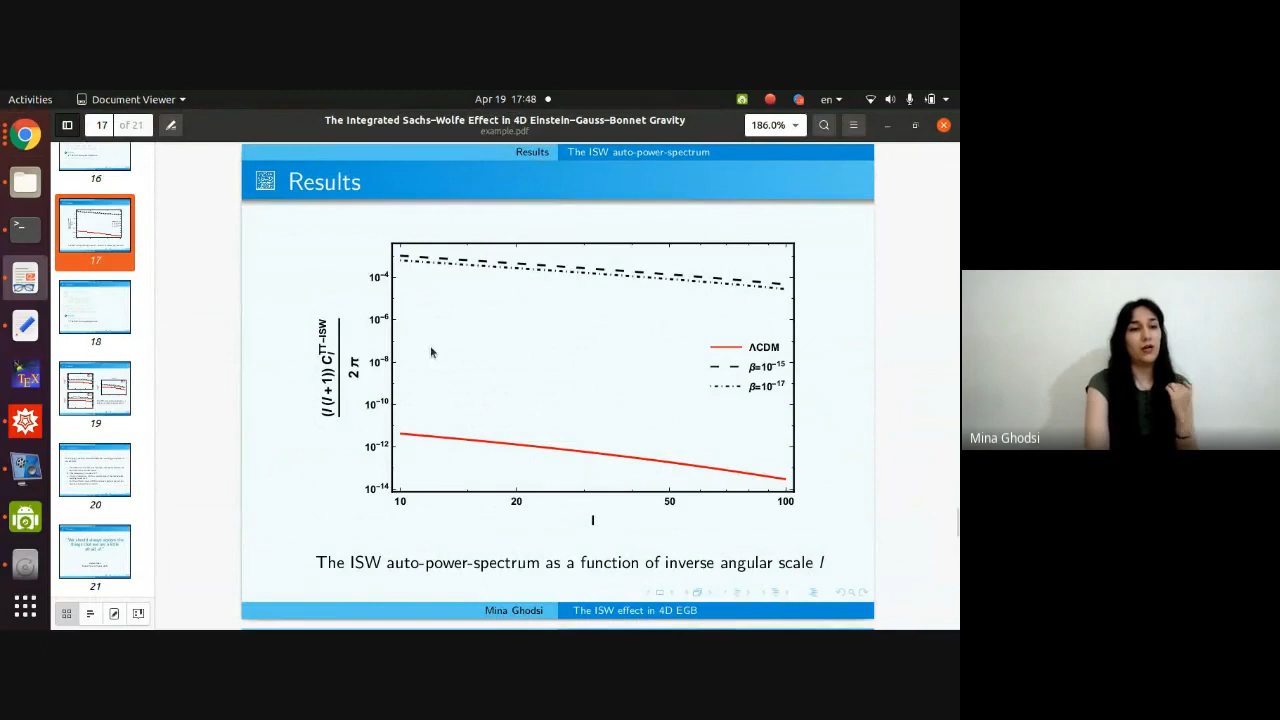 Activities
Document Viewer
Apr 19 17:48
en
17 of 21
The Integrated Sachs–Wolfe Effect in 4D Einstein–Gauss–Bonnet Gravity
example.pdf
186.0%
16
17
18
19
20
21
Results The ISW auto-power-spectrum
Results
(l (l + 1)) C_l^TT-ISW
2 π
10⁻⁴
10⁻⁶
10⁻⁸
10⁻¹⁰
10⁻¹²
10⁻¹⁴
ΛCDM
β=10⁻¹⁵
β=10⁻¹⁷
10 20 50 100
l
The ISW auto-power-spectrum as a function of inverse angular scale l
Mina Ghodsi The ISW effect in 4D EGB
Mina Ghodsi